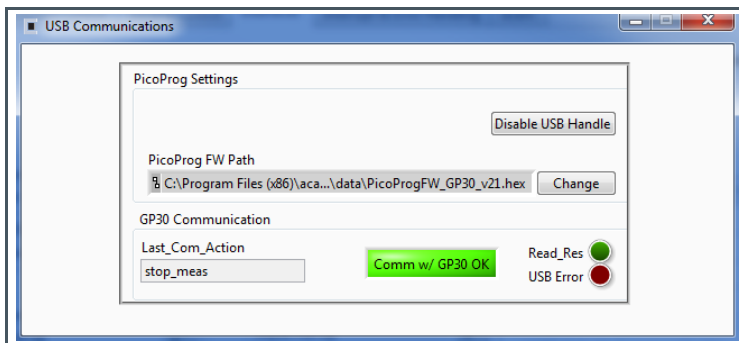 USB Communications
PicoProg Settings
Disable USB Handle
PicoProg FW Path
C:\Program Files (x86)\aca...\data\PicoProgFW_GP30_v21.hex
Change
GP30 Communication
Last_Com_Action
stop_meas
Comm w/ GP30 OK
Read_Res
USB Error